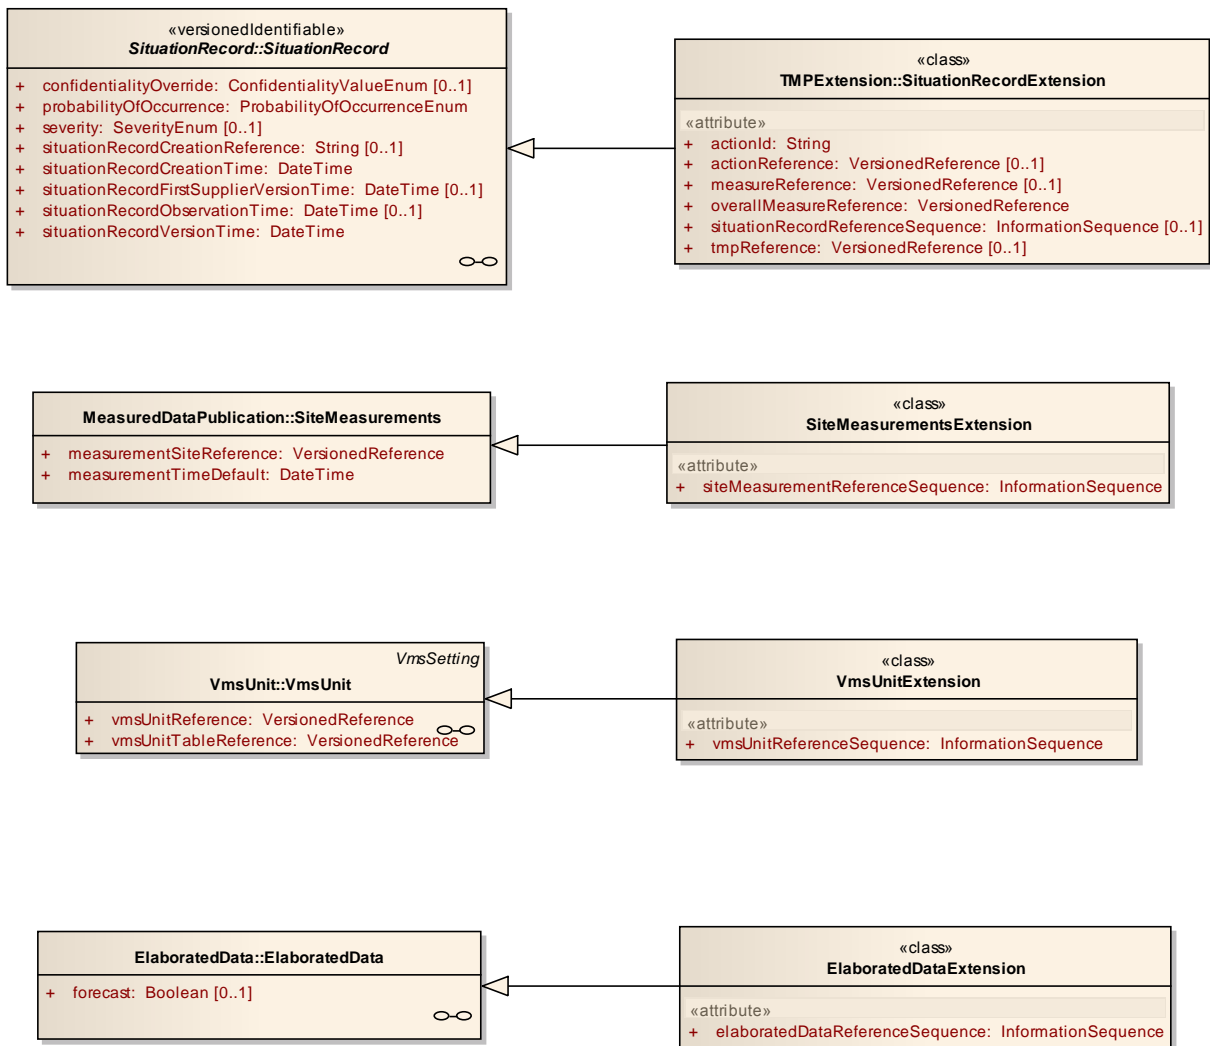 «versionedIdentifiable»
SituationRecord::SituationRecord
+ confidentialityOverride: ConfidentialityValueEnum [0..1]
+ probabilityOfOccurrence: ProbabilityOfOccurrenceEnum
+ severity: SeverityEnum [0..1]
+ situationRecordCreationReference: String [0..1]
+ situationRecordCreationTime: DateTime
+ situationRecordFirstSupplierVersionTime: DateTime [0..1]
+ situationRecordObservationTime: DateTime [0..1]
+ situationRecordVersionTime: DateTime
«class»
TMPExtension::SituationRecordExtension
«attribute»
+ actionId: String
+ actionReference: VersionedReference [0..1]
+ measureReference: VersionedReference [0..1]
+ overallMeasureReference: VersionedReference
+ situationRecordReferenceSequence: InformationSequence [0..1]
+ tmpReference: VersionedReference [0..1]
MeasuredDataPublication::SiteMeasurements
+ measurementSiteReference: VersionedReference
+ measurementTimeDefault: DateTime
«class»
SiteMeasurementsExtension
«attribute»
+ siteMeasurementReferenceSequence: InformationSequence
VmsSetting
VmsUnit::VmsUnit
+ vmsUnitReference: VersionedReference
+ vmsUnitTableReference: VersionedReference
«class»
VmsUnitExtension
«attribute»
+ vmsUnitReferenceSequence: InformationSequence
ElaboratedData::ElaboratedData
+ forecast: Boolean [0..1]
«class»
ElaboratedDataExtension
«attribute»
+ elaboratedDataReferenceSequence: InformationSequence